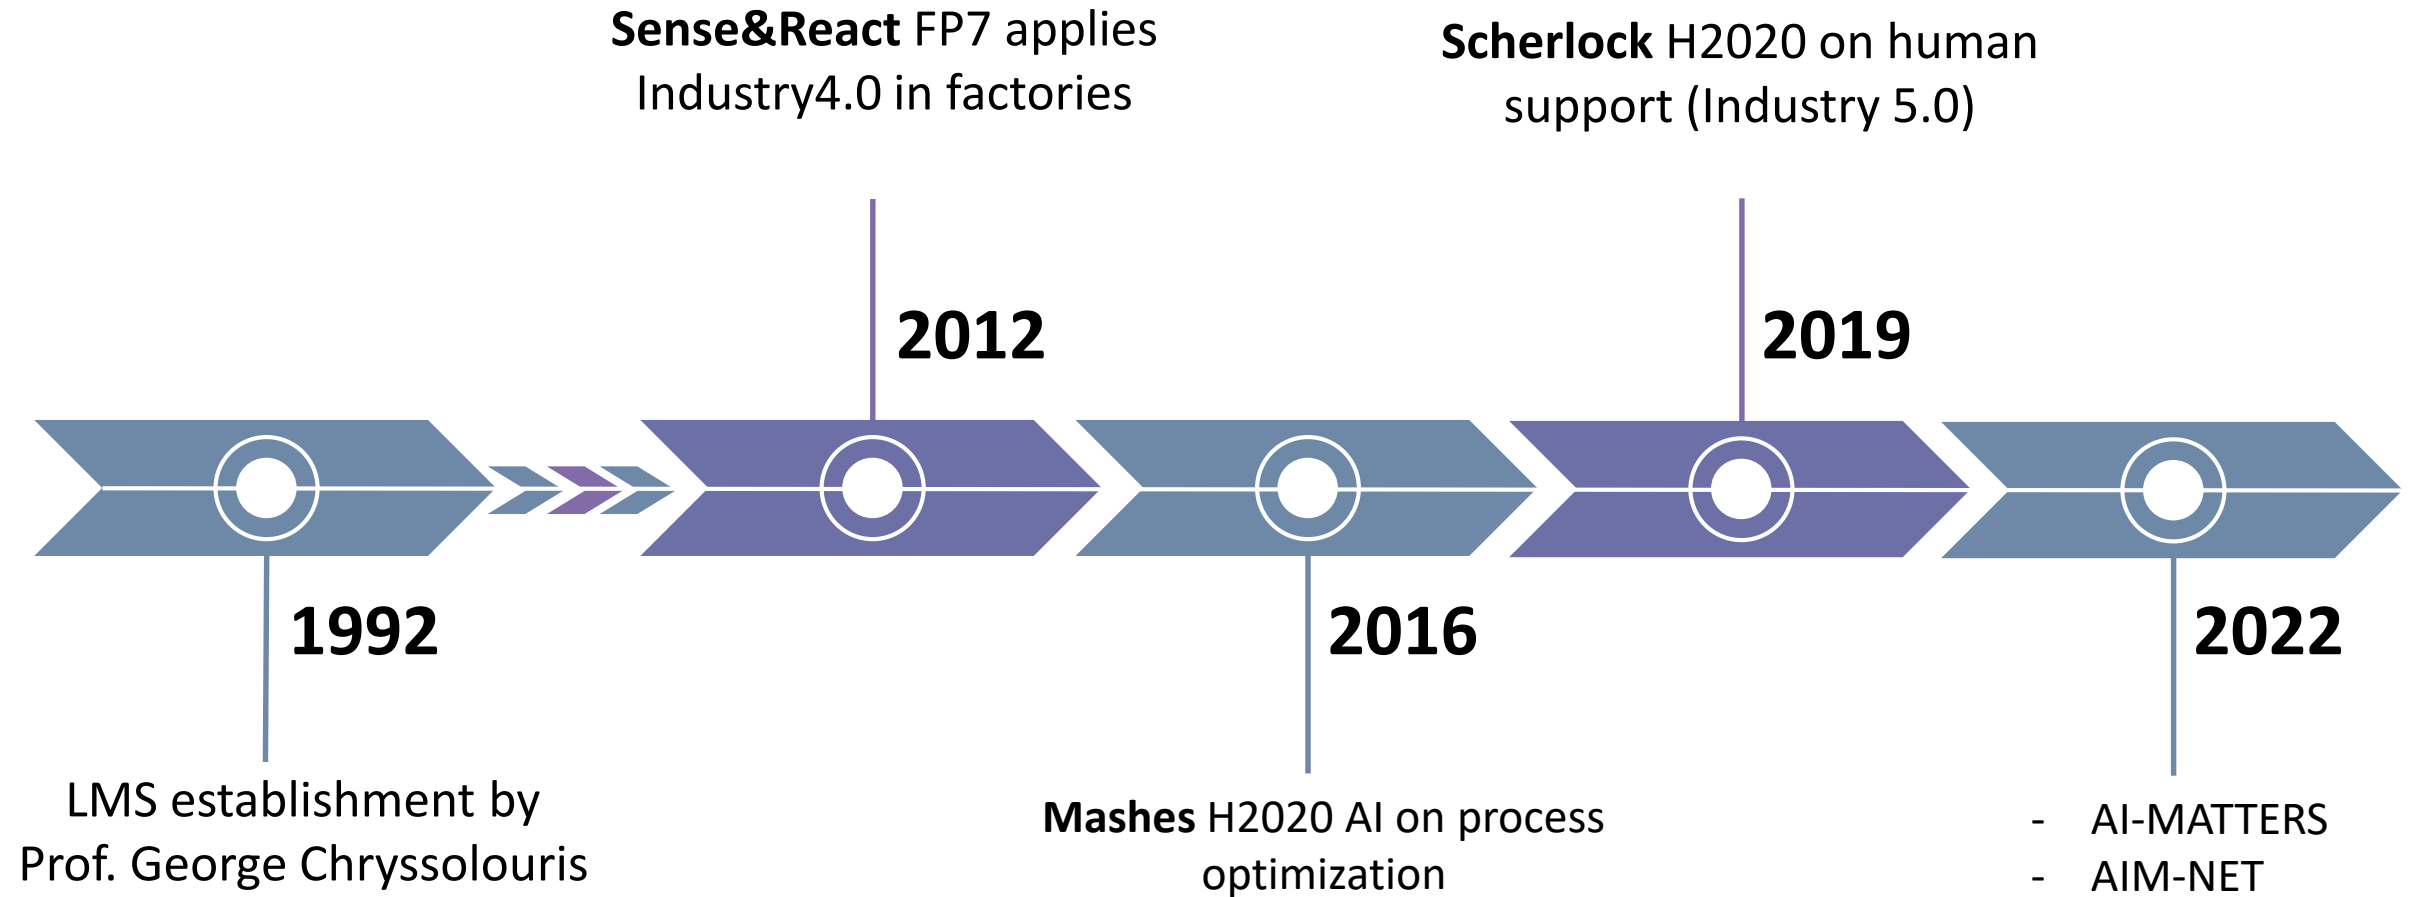 Sense&React FP7 applies
Industry4.0 in factories
Scherlock H2020 on human
support (Industry 5.0)
2012
2019
1992
2016
2022
LMS establishment by
Prof. George Chryssolouris
Mashes H2020 AI on process
optimization
- AI-MATTERS
- AIM-NET